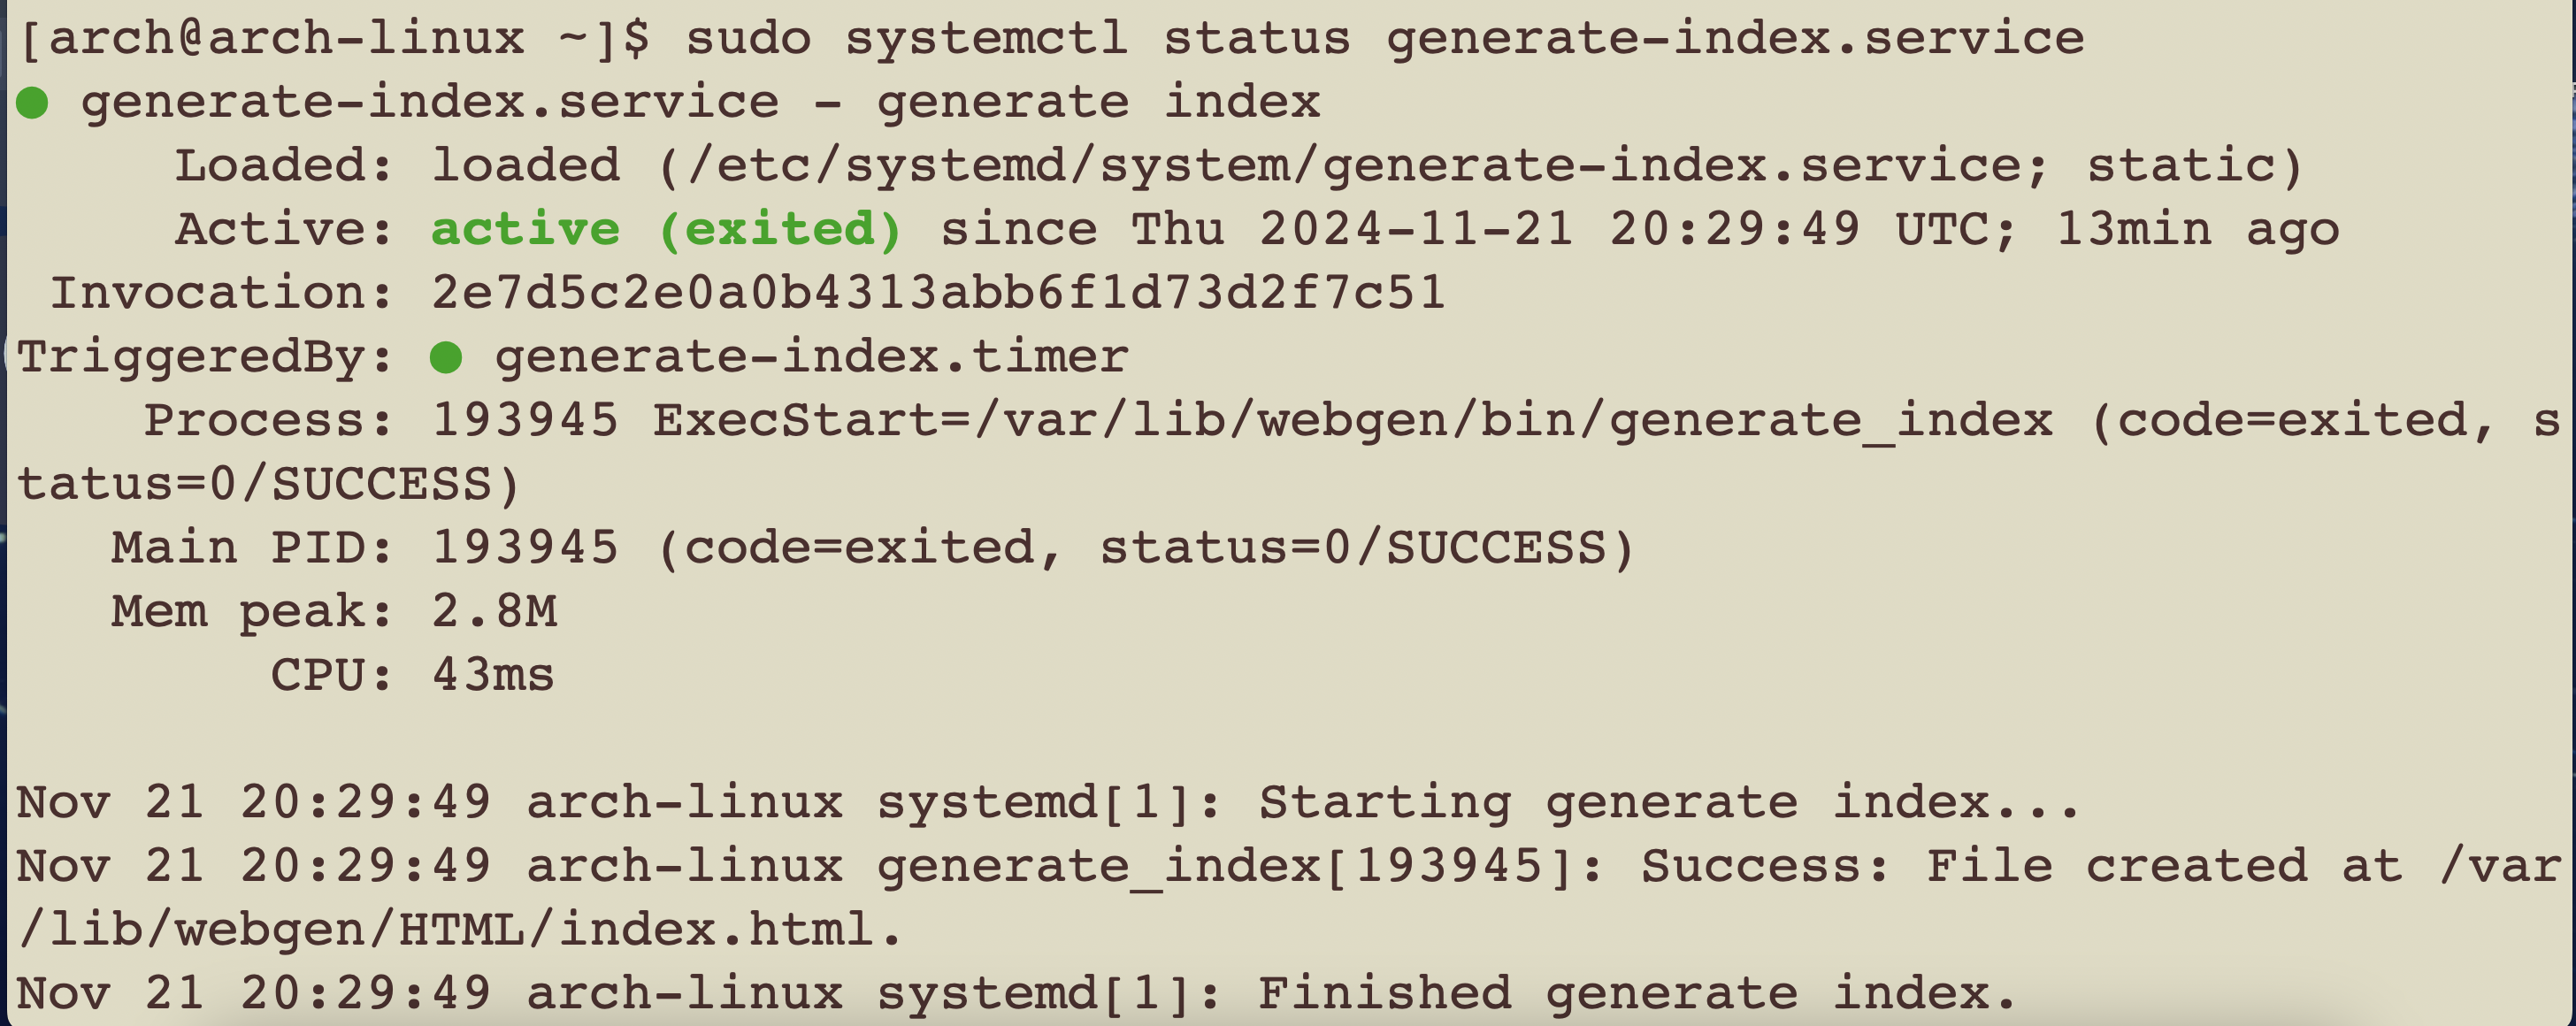 [arch@arch-linux ~]$ sudo systemctl status generate-index.service
● generate-index.service - generate index
Loaded: loaded (/etc/systemd/system/generate-index.service; static)
Active: active (exited) since Thu 2024-11-21 20:29:49 UTC; 13min ago
Invocation: 2e7d5c2e0a0b4313abb6f1d73d2f7c51
TriggeredBy: ● generate-index.timer
Process: 193945 ExecStart=/var/lib/webgen/bin/generate_index (code=exited, s
tatus=0/SUCCESS)
Main PID: 193945 (code=exited, status=0/SUCCESS)
Mem peak: 2.8M
CPU: 43ms
Nov 21 20:29:49 arch-linux systemd[1]: Starting generate index...
Nov 21 20:29:49 arch-linux generate_index[193945]: Success: File created at /var
/lib/webgen/HTML/index.html.
Nov 21 20:29:49 arch-linux systemd[1]: Finished generate index.